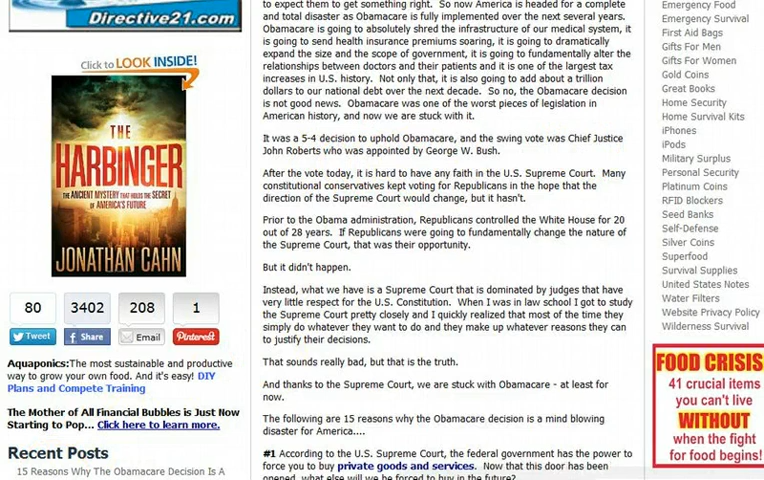 Directive21.com
Click to LOOK INSIDE!
THE
HARBINGER
THE ANCIENT MYSTERY THAT HOLDS THE SECRET
OF AMERICA'S FUTURE
JONATHAN CAHN
80
3402
208
1
Tweet
Share
Email
Pinterest
Aquaponics:The most sustainable and productive
way to grow your own food. And it's easy! DIY
Plans and Compete Training
The Mother of All Financial Bubbles is Just Now
Starting to Pop... Click here to learn more.
Recent Posts
15 Reasons Why The Obamacare Decision Is A
to expect them to get something right. So now America is headed for a complete
and total disaster as Obamacare is fully implemented over the next several years.
Obamacare is going to absolutely shred the infrastructure of our medical system, it
is going to send health insurance premiums soaring, it is going to dramatically
expand the size and the scope of government, it is going to fundamentally alter the
relationships between doctors and their patients and it is one of the largest tax
increases in U.S. history. Not only that, it is also going to add about a trillion
dollars to our national debt over the next decade. So no, the Obamacare decision
is not good news. Obamacare was one of the worst pieces of legislation in
American history, and now we are stuck with it.
It was a 5-4 decision to uphold Obamacare, and the swing vote was Chief Justice
John Roberts who was appointed by George W. Bush.
After the vote today, it is hard to have any faith in the U.S. Supreme Court. Many
constitutional conservatives kept voting for Republicans in the hope that the
direction of the Supreme Court would change, but it hasn't.
Prior to the Obama administration, Republicans controlled the White House for 20
out of 28 years. If Republicans were going to fundamentally change the nature of
the Supreme Court, that was their opportunity.
But it didn't happen.
Instead, what we have is a Supreme Court that is dominated by judges that have
very little respect for the U.S. Constitution. When I was in law school I got to study
the Supreme Court pretty closely and I quickly realized that most of the time they
simply do whatever they want to do and they make up whatever reasons they can
to justify their decisions.
That sounds really bad, but that is the truth.
And thanks to the Supreme Court, we are stuck with Obamacare - at least for
now.
The following are 15 reasons why the Obamacare decision is a mind blowing
disaster for America....
#1 According to the U.S. Supreme Court, the federal government has the power to
force you to buy private goods and services. Now that this door has been
opened, what else will we be forced to buy in the future?
Emergency Food
Emergency Survival
First Aid Bags
Gifts For Men
Gifts For Women
Gold Coins
Great Books
Home Security
Home Survival Kits
iPhones
iPods
Military Surplus
Personal Security
Platinum Coins
RFID Blockers
Seed Banks
Self-Defense
Silver Coins
Superfood
Survival Supplies
United States Notes
Water Filters
Website Privacy Policy
Wilderness Survival
FOOD CRISIS
41 crucial items
you can't live
WITHOUT
when the fight
for food begins!